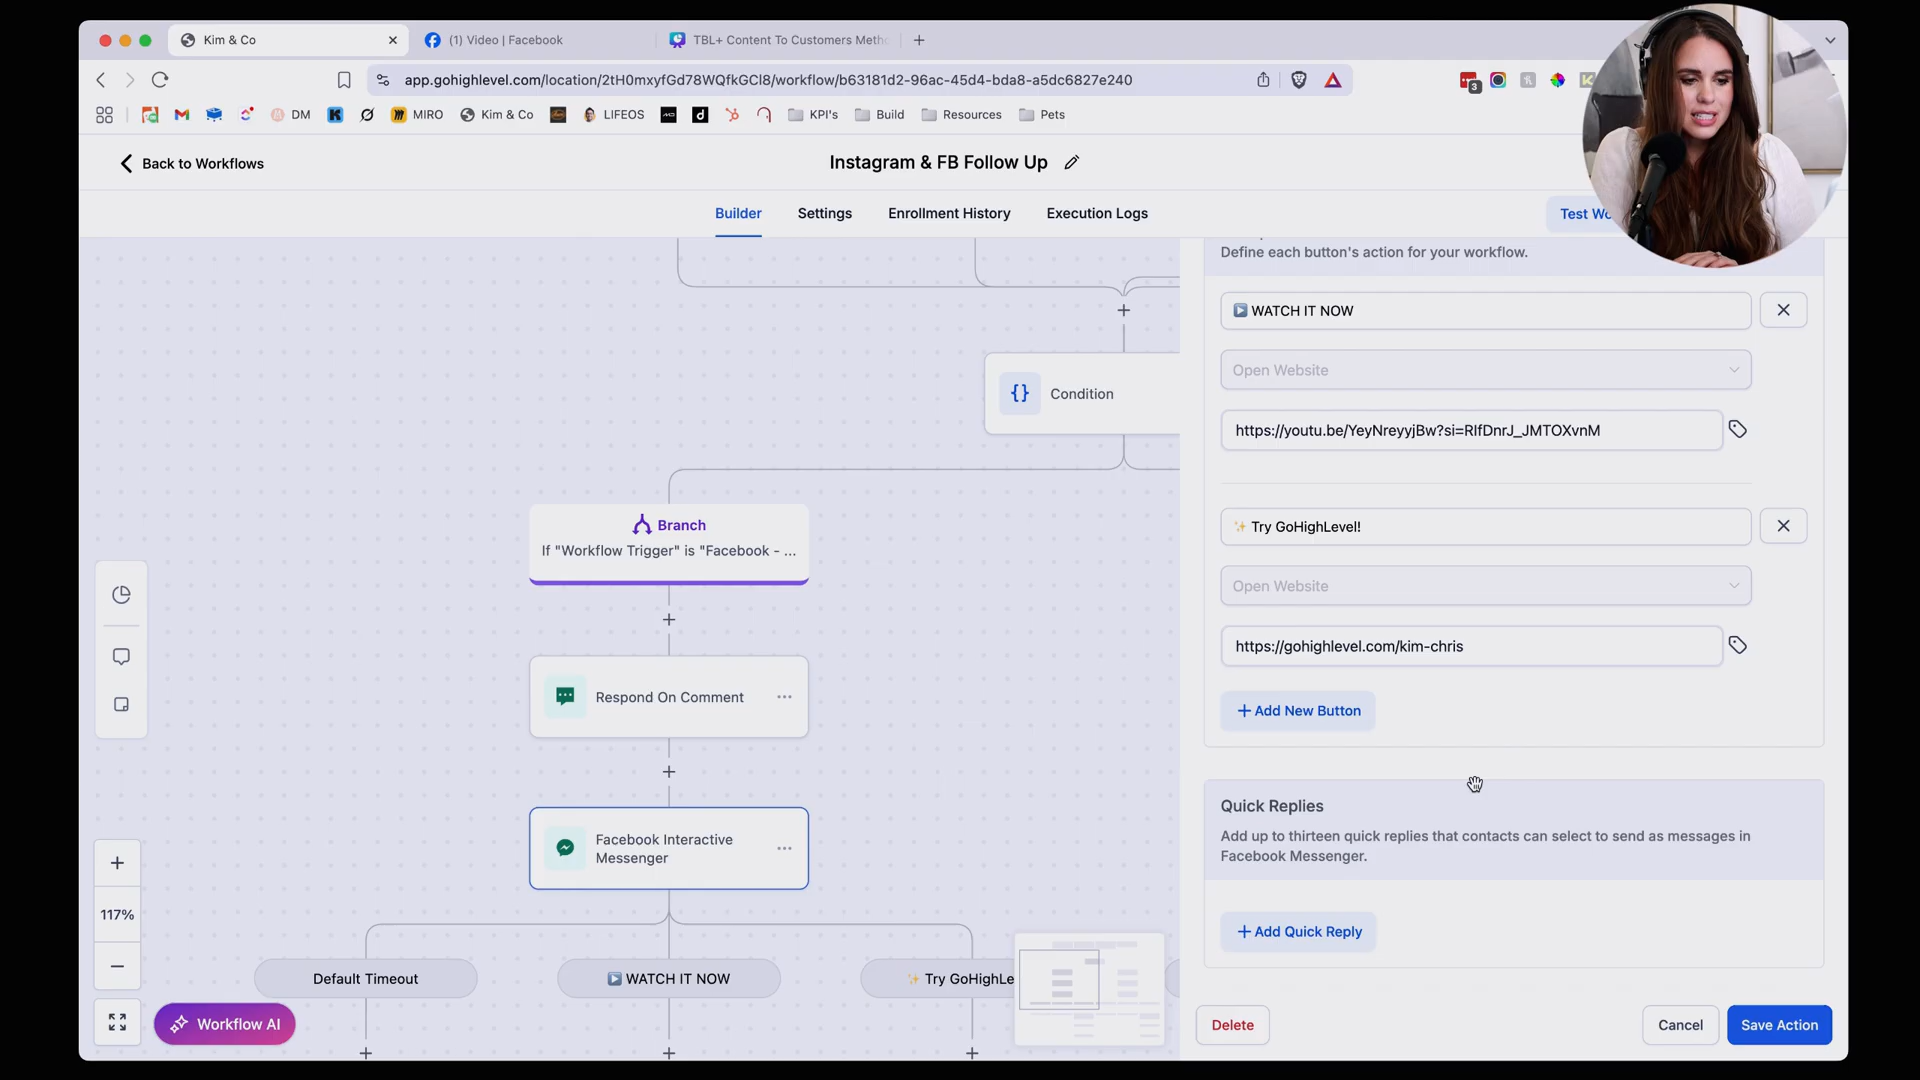 Kim & Co
(1) Video | Facebook
TBL+ Content To Customers Metho
app.gohighlevel.com/location/2tH0mxyfGd78WQfkGCl8/workflow/b63181d2-96ac-45d4-bda8-a5dc6827e240
3
DM
MIRO
Kim & Co
LIFEOS
KPI's
Build
Resources
Pets
Back to Workflows
Instagram & FB Follow Up
Builder
Settings
Enrollment History
Execution Logs
Test Wo
Define each button's action for your workflow.
WATCH IT NOW
Open Website
https://youtu.be/YeyNreyyjBw?si=RIfDnrJ_JMTOXvnM
✨ Try GoHighLevel!
Open Website
https://gohighlevel.com/kim-chris
+ Add New Button
Quick Replies
Add up to thirteen quick replies that contacts can select to send as messages in
Facebook Messenger.
+ Add Quick Reply
Delete
Cancel
Save Action
{} Condition
Branch
If "Workflow Trigger" is "Facebook - ...
Respond On Comment
Facebook Interactive
Messenger
Default Timeout
WATCH IT NOW
✨ Try GoHighLe
117%
Workflow AI